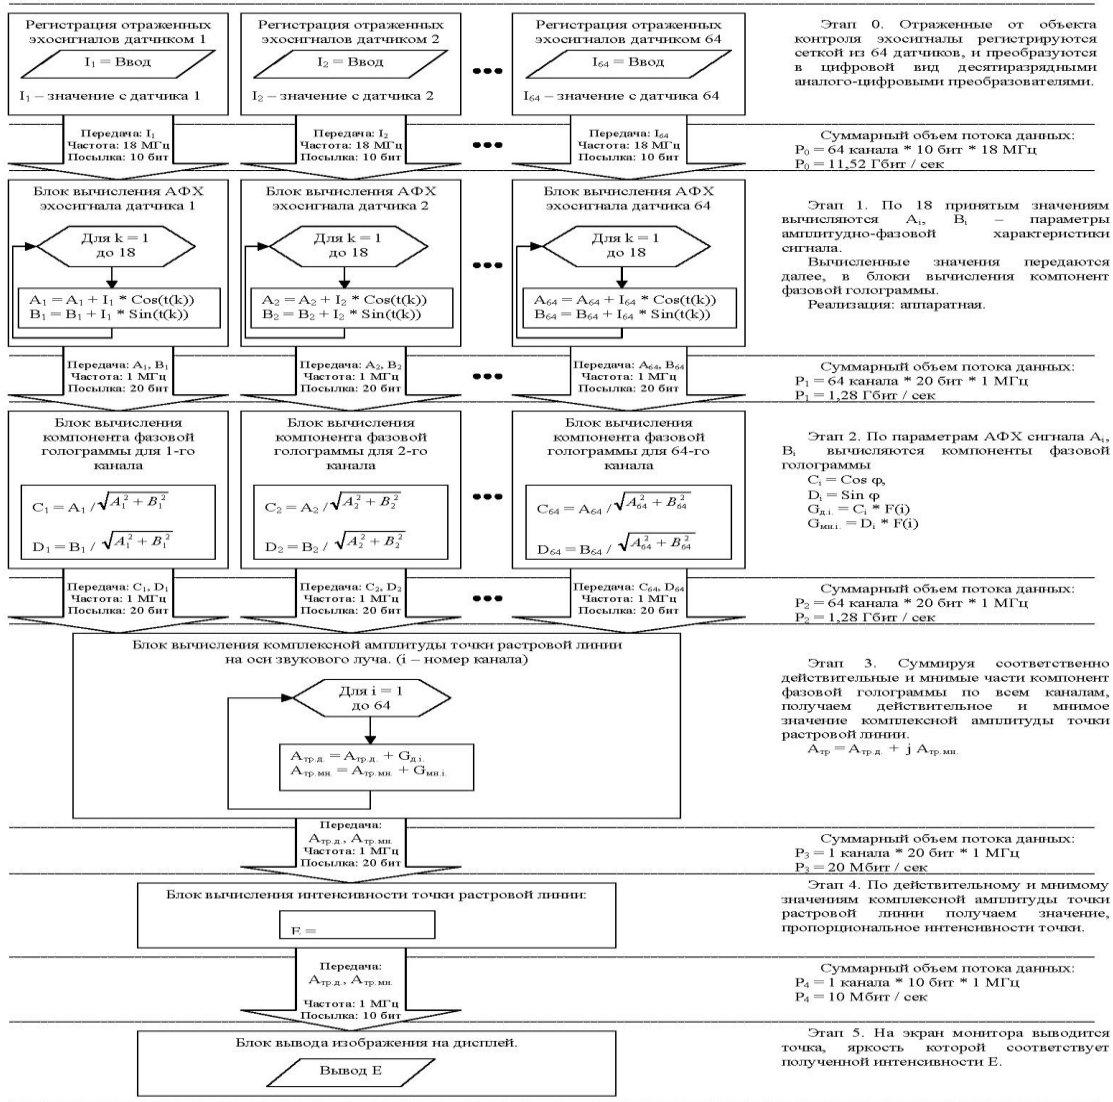 Регистрация отраженных
эхосигналов датчиком 1
I₁ = Ввод
I₁ – значение с датчика 1
Регистрация отраженных
эхосигналов датчиком 2
I₂ = Ввод
I₂ – значение с датчика 2
•••
Регистрация отраженных
эхосигналов датчиком 64
I₆₄ = Ввод
I₆₄ – значение с датчика 64
Этап 0. Отраженные от объекта
контроля эхосигналы регистрируются
сеткой из 64 датчиков, и преобразуются
в цифровой вид десятиразрядными
аналого-цифровыми преобразователями.
Передача: I₁
Частота: 18 МГц
Посылка: 10 бит
Передача: I₂
Частота: 18 МГц
Посылка: 10 бит
•••
Передача: I₆₄
Частота: 18 МГц
Посылка: 10 бит
Суммарный объем потока данных:
P₀ = 64 канала * 10 бит * 18 МГц
P₀ = 11,52 Гбит / сек
Блок вычисления АФХ
эхосигнала датчика 1
Для k = 1
до 18
A₁ = A₁ + I₁ * Cos(t(k))
B₁ = B₁ + I₁ * Sin(t(k))
Блок вычисления АФХ
эхосигнала датчика 2
Для k = 1
до 18
A₂ = A₂ + I₂ * Cos(t(k))
B₂ = B₂ + I₂ * Sin(t(k))
•••
Блок вычисления АФХ
эхосигнала датчика 64
Для k = 1
до 18
A₆₄ = A₆₄ + I₆₄ * Cos(t(k))
B₆₄ = B₆₄ + I₆₄ * Sin(t(k))
Этап 1. По 18 принятым значениям
вычисляются Aᵢ, Bᵢ – параметры
амплитудно-фазовой характеристики
сигнала.
Вычисленные значения передаются
далее, в блоки вычисления компонент
фазовой голограммы.
Реализация: аппаратная.
Передача: A₁, B₁
Частота: 1 МГц
Посылка: 20 бит
Передача: A₂, B₂
Частота: 1 МГц
Посылка: 20 бит
•••
Передача: A₆₄, B₆₄
Частота: 1 МГц
Посылка: 20 бит
Суммарный объем потока данных:
P₁ = 64 канала * 20 бит * 1 МГц
P₁ = 1,28 Гбит / сек
Блок вычисления
компонента фазовой
голограммы для 1-го
канала
C₁ = A₁ / √(A₁² + B₁²)
D₁ = B₁ / √(A₁² + B₁²)
Блок вычисления
компонента фазовой
голограммы для 2-го
канала
C₂ = A₂ / √(A₂² + B₂²)
D₂ = B₂ / √(A₂² + B₂²)
•••
Блок вычисления
компонента фазовой
голограммы для 64-го
канала
C₆₄ = A₆₄ / √(A₆₄² + B₆₄²)
D₆₄ = B₆₄ / √(A₆₄² + B₆₄²)
Этап 2. По параметрам АФХ сигнала Aᵢ,
Bᵢ вычисляются компоненты фазовой
голограммы
Cᵢ = Cos φ,
Dᵢ = Sin φ
G д.i. = Cᵢ * F(i)
G мн.i. = Dᵢ * F(i)
Передача: C₁, D₁
Частота: 1 МГц
Посылка: 20 бит
Передача: C₂, D₂
Частота: 1 МГц
Посылка: 20 бит
•••
Передача: C₆₄, D₆₄
Частота: 1 МГц
Посылка: 20 бит
Суммарный объем потока данных:
P₂ = 64 канала * 20 бит * 1 МГц
P₂ = 1,28 Гбит / сек
Блок вычисления комплексной амплитуды точки растровой линии
на оси звукового луча. (i – номер канала)
Для i = 1
до 64
A тр.д. = A тр.д. + G д.i.
A тр.мн. = A тр.мн. + G мн.i.
Этап 3. Суммируя соответственно
действительные и мнимые части компонент
фазовой голограммы по всем каналам,
получаем действительное и мнимое
значение комплексной амплитуды точки
растровой линии.
A тр = A тр.д. + j A тр.мн.
Передача:
A тр.д., A тр.мн.
Частота: 1 МГц
Посылка: 20 бит
Суммарный объем потока данных:
P₃ = 1 канала * 20 бит * 1 МГц
P₃ = 20 Мбит / сек
Блок вычисления интенсивности точки растровой линии:
E =
Этап 4. По действительному и мнимому
значениям комплексной амплитуды точки
растровой линии получаем значение,
пропорциональное интенсивности точки.
Передача:
A тр.д., A тр.мн.
Частота: 1 МГц
Посылка: 10 бит
Суммарный объем потока данных:
P₄ = 1 канала * 10 бит * 1 МГц
P₄ = 10 Мбит / сек
Блок вывода изображения на дисплей.
Вывод E
Этап 5. На экран монитора выводится
точка, яркость которой соответствует
полученной интенсивности E.